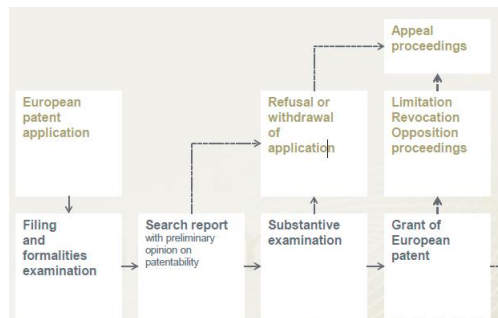 Appeal
proceedings
European
patent
application
Refusal or
withdrawal
of
application
Limitation
Revocation
Opposition
proceedings
Filing
and
formalities
examination
Search report
with preliminary
opinion on
patentability
Substantive
examination
Grant of
European
patent